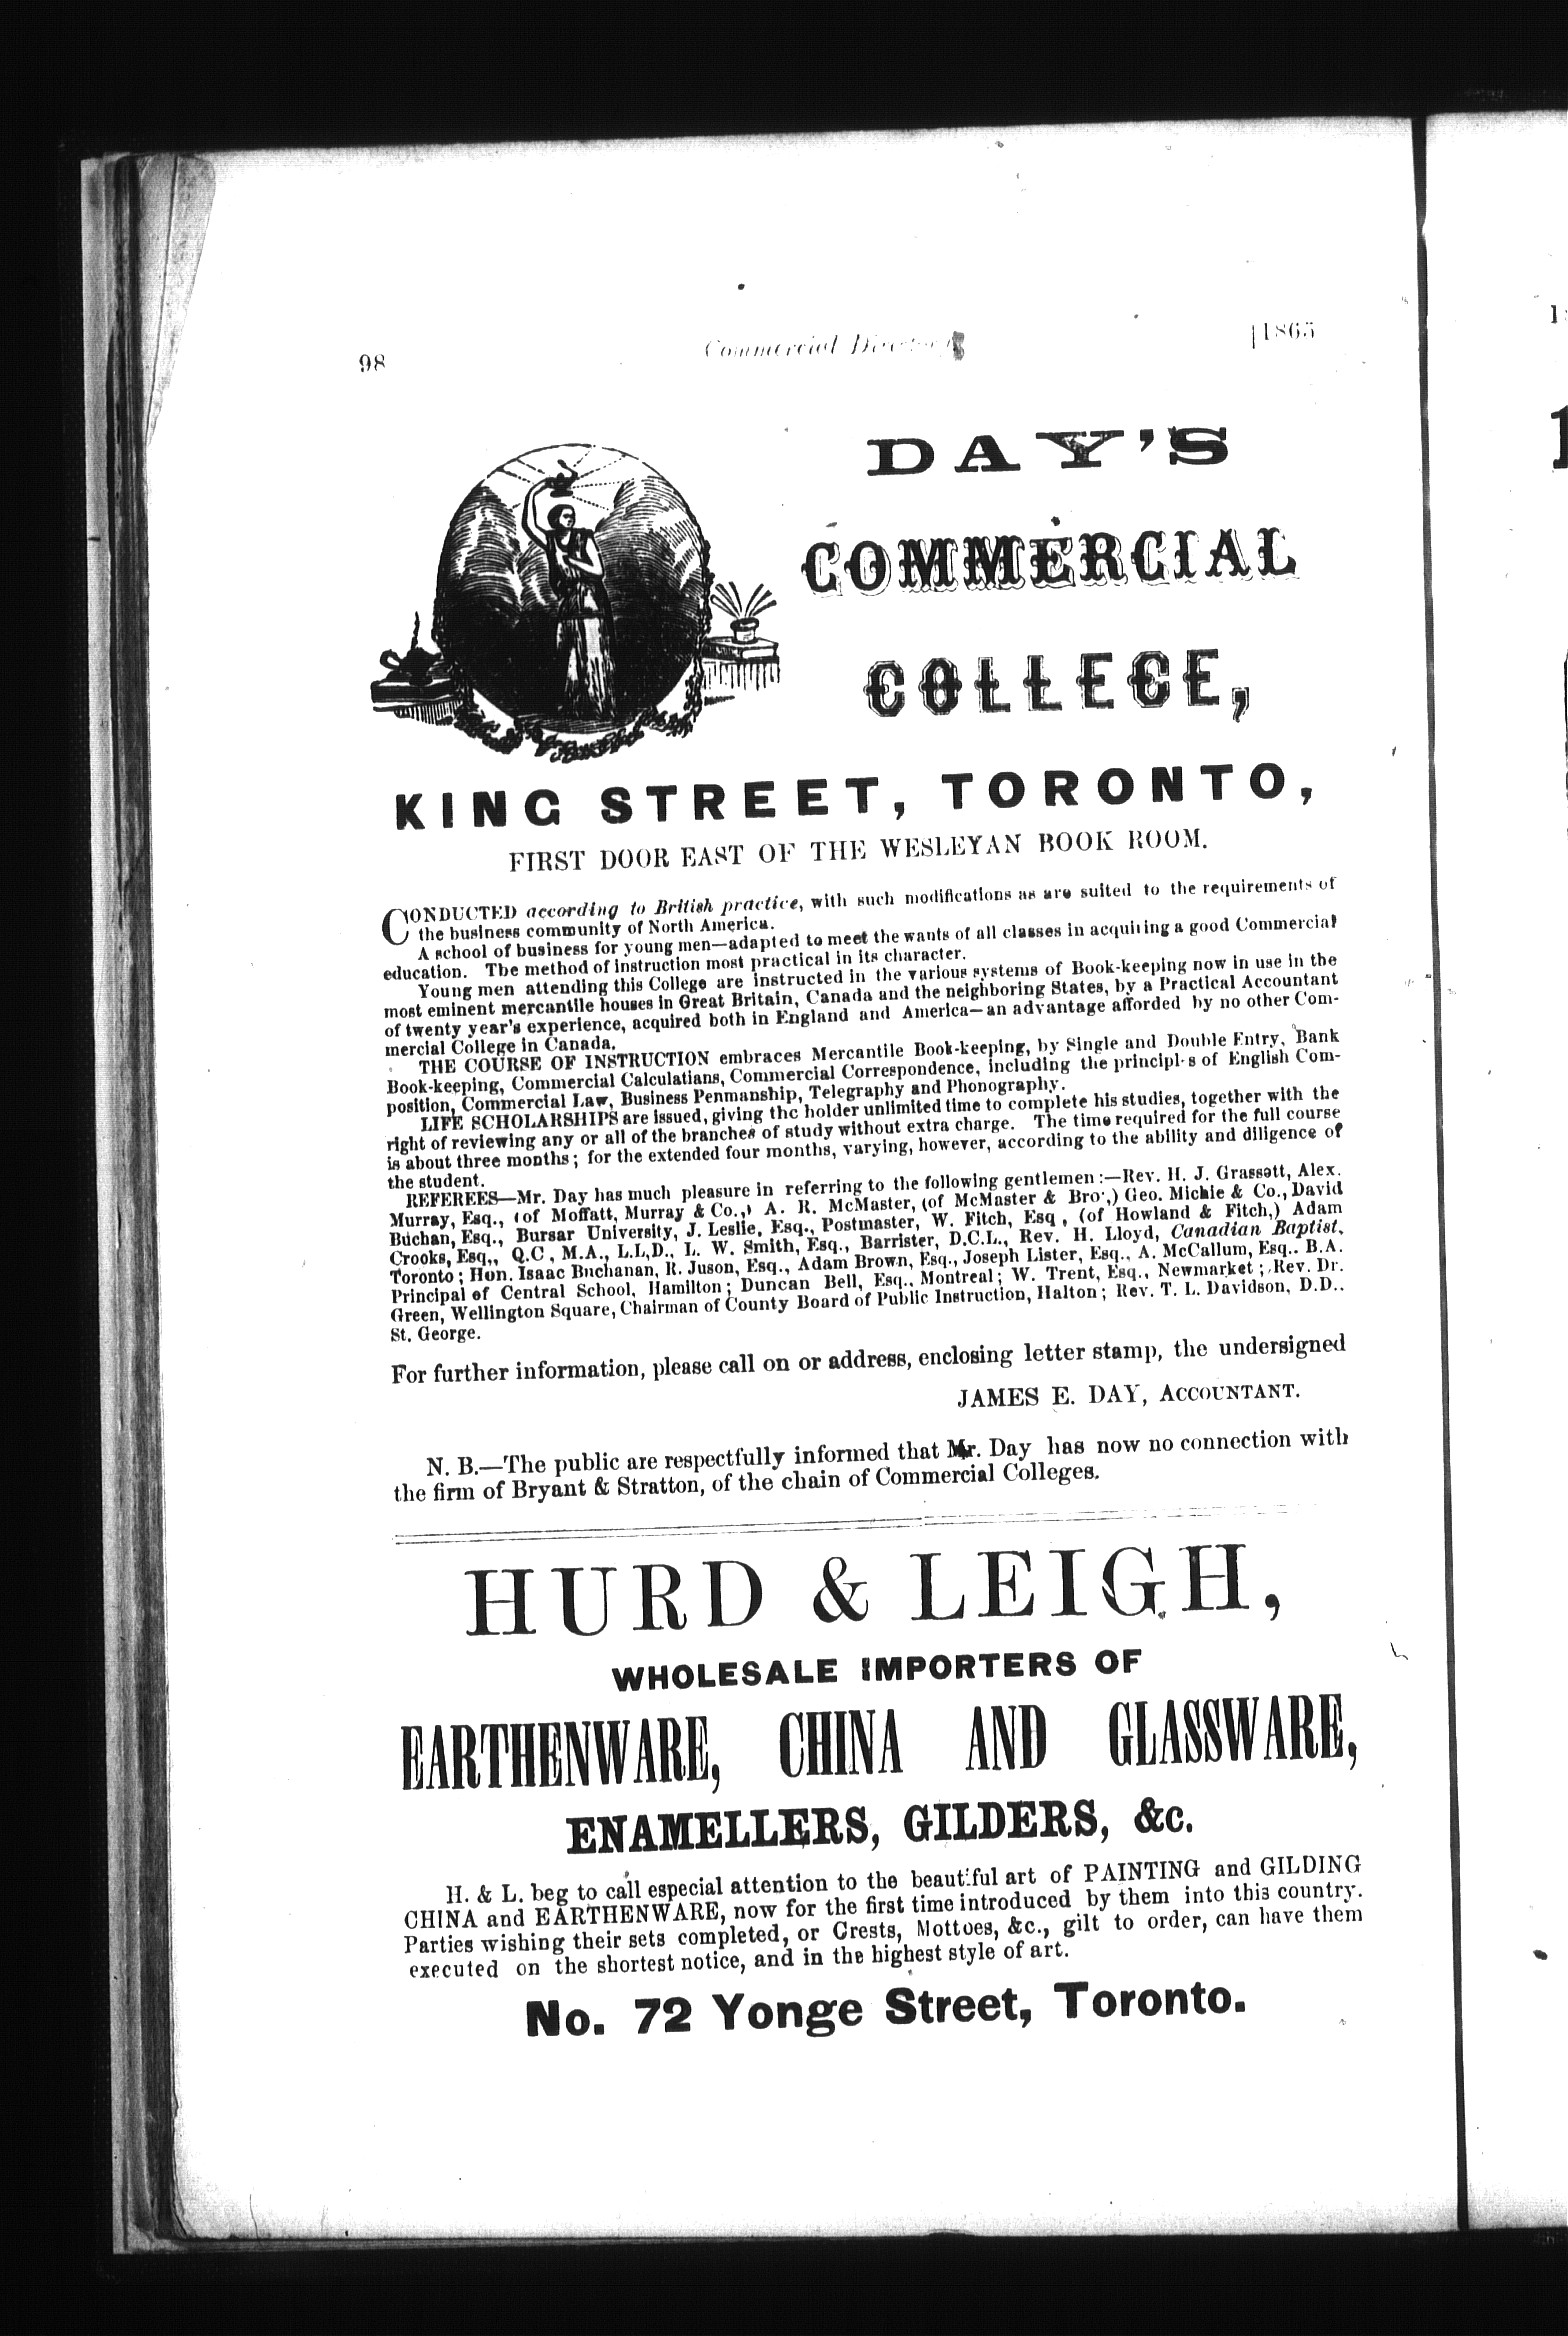 98
Commercial Directory
[1865
DAY'S
COMMERCIAL
COLLEGE,
KING STREET, TORONTO,
FIRST DOOR EAST OF THE WESLEYAN BOOK ROOM.
CONDUCTED according to British practice, with such modifications as are suited to the requirements of
the business community of North America.
A school of business for young men—adapted to meet the wants of all classes in acquiring a good Commercial
education. The method of instruction most practical in its character.
Young men attending this College are instructed in the various systems of Book-keeping now in use in the
most eminent mercantile houses in Great Britain, Canada and the neighboring States, by a Practical Accountant
of twenty year's experience, acquired both in England and America—an advantage afforded by no other Com-
mercial College in Canada.
THE COURSE OF INSTRUCTION embraces Mercantile Book-keeping, by Single and Double Entry, Bank
Book-keeping, Commercial Calculatians, Commercial Correspondence, including the principl·s of English Com-
position, Commercial Law, Business Penmanship, Telegraphy and Phonography.
LIFE SCHOLARSHIPS are issued, giving thc holder unlimited time to complete his studies, together with the
right of reviewing any or all of the branches of study without extra charge. The time required for the full course
is about three months; for the extended four months, varying, however, according to the ability and diligence of
the student.
REFEREES—Mr. Day has much pleasure in referring to the following gentlemen:—Rev. H. J. Grassett, Alex.
Murray, Esq., (of Moffatt, Murray & Co.,) A. R. McMaster, (of McMaster & Bro.,) Geo. Michie & Co., David
Buchan, Esq., Bursar University, J. Leslie, Esq., Postmaster, W. Fitch, Esq, (of Howland & Fitch,) Adam
Crooks, Esq,, Q.C, M.A., L.L,D., L. W. Smith, Esq., Barrister, D.C.L., Rev. H. Lloyd, Canadian Baptist,
Toronto; Hon. Isaac Buchanan, R. Juson, Esq., Adam Brown, Esq., Joseph Lister, Esq., A. McCallum, Esq.. B.A.
Principal of Central School, Hamilton; Duncan Bell, Esq., Montreal; W. Trent, Esq., Newmarket; Rev. Dr.
Green, Wellington Square, Chairman of County Board of Public Instruction, Halton; Rev. T. L. Davidson, D.D..
St. George.
For further information, please call on or address, enclosing letter stamp, the undersigned
JAMES E. DAY, ACCOUNTANT.
N. B.—The public are respectfully informed that Mr. Day has now no connection with
the firm of Bryant & Stratton, of the chain of Commercial Colleges.
HURD & LEIGH,
WHOLESALE IMPORTERS OF
EARTHENWARE, CHINA AND GLASSWARE,
ENAMELLERS, GILDERS, &c.
H. & L. beg to call especial attention to the beautiful art of PAINTING and GILDING
CHINA and EARTHENWARE, now for the first time introduced by them into this country.
Parties wishing their sets completed, or Crests, Mottoes, &c., gilt to order, can have them
executed on the shortest notice, and in the highest style of art.
No. 72 Yonge Street, Toronto.